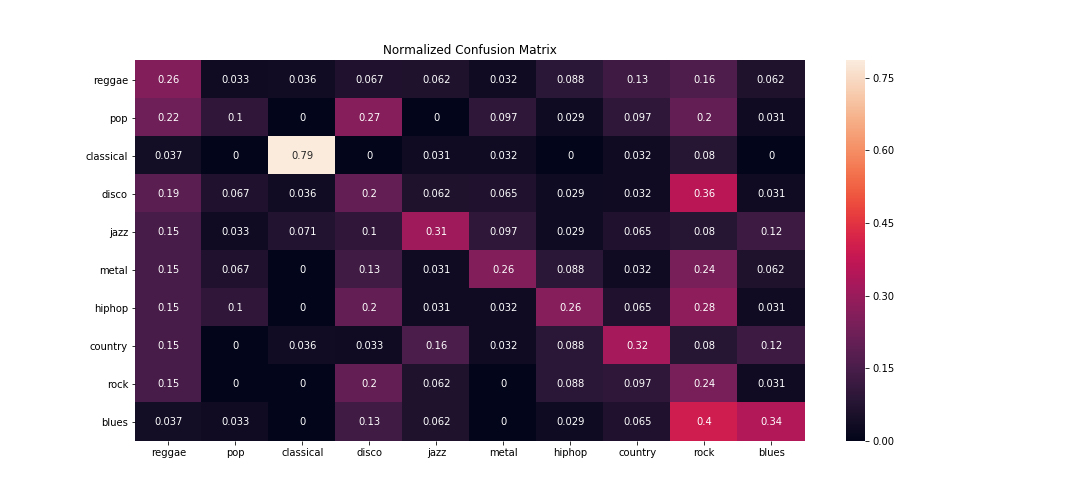 Normalized Confusion Matrix
reggae 0.26 0.033 0.036 0.067 0.062 0.032 0.088 0.13 0.16 0.062
pop 0.22 0.1 0 0.27 0 0.097 0.029 0.097 0.2 0.031
classical 0.037 0 0.79 0 0.031 0.032 0 0.032 0.08 0
disco 0.19 0.067 0.036 0.2 0.062 0.065 0.029 0.032 0.36 0.031
jazz 0.15 0.033 0.071 0.1 0.31 0.097 0.029 0.065 0.08 0.12
metal 0.15 0.067 0 0.13 0.031 0.26 0.088 0.032 0.24 0.062
hiphop 0.15 0.1 0 0.2 0.031 0.032 0.26 0.065 0.28 0.031
country 0.15 0 0.036 0.033 0.16 0.032 0.088 0.32 0.08 0.12
rock 0.15 0 0 0.2 0.062 0 0.088 0.097 0.24 0.031
blues 0.037 0.033 0 0.13 0.062 0 0.029 0.065 0.4 0.34
reggae pop classical disco jazz metal hiphop country rock blues
0.75
0.60
0.45
0.30
0.15
0.00